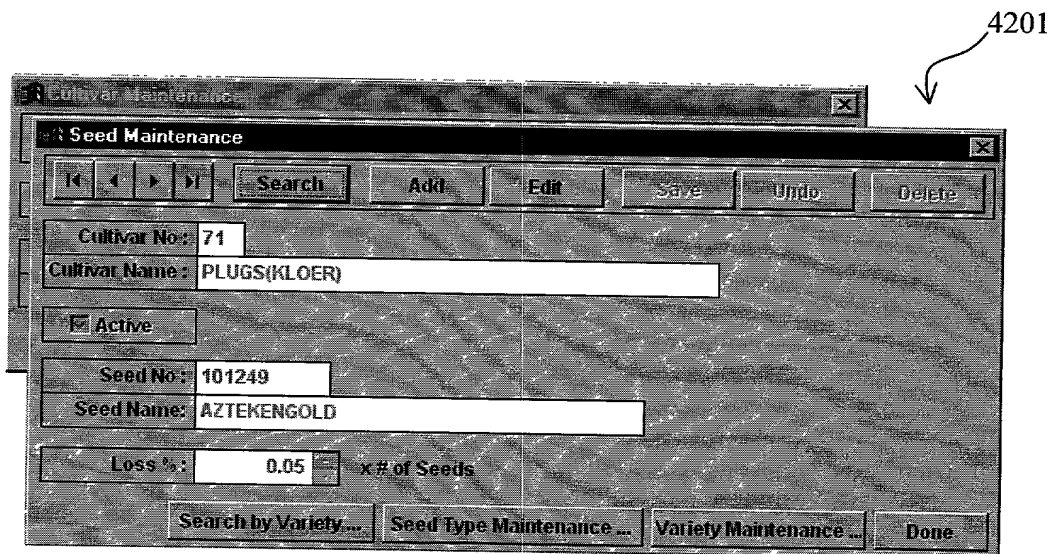 4201
Cultivar Maintenance
Seed Maintenance
Search Add Edit Save Undo Delete
Cultivar No: 71
Cultivar Name: PLUGS(KLOER)
Active
Seed No: 101249
Seed Name: AZTEKENGOLD
Loss %: 0.05 x # of Seeds
Search by Variety.... Seed Type Maintenance ... Variety Maintenance ... Done